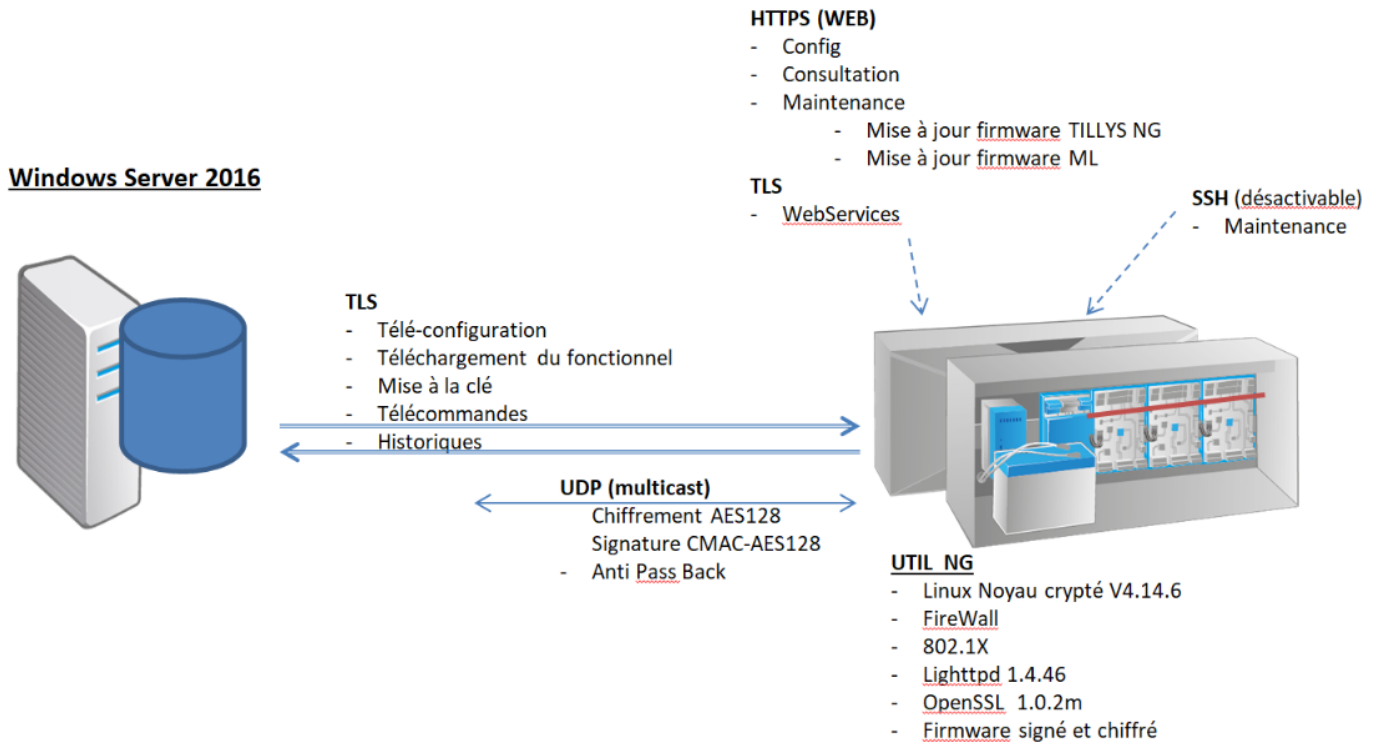 HTTPS (WEB)
- Config
- Consultation
- Maintenance
- Mise à jour firmware TILLYS NG
- Mise à jour firmware ML
TLS
- WebServices
SSH (désactivable)
- Maintenance
Windows Server 2016
TLS
- Télé-configuration
- Téléchargement du fonctionnel
- Mise à la clé
- Télécommandes
- Historiques
UDP (multicast)
Chiffrement AES128
Signature CMAC-AES128
- Anti Pass Back
UTIL NG
- Linux Noyau crypté V4.14.6
- FireWall
- 802.1X
- Lighttpd 1.4.46
- OpenSSL 1.0.2m
- Firmware signé et chiffré